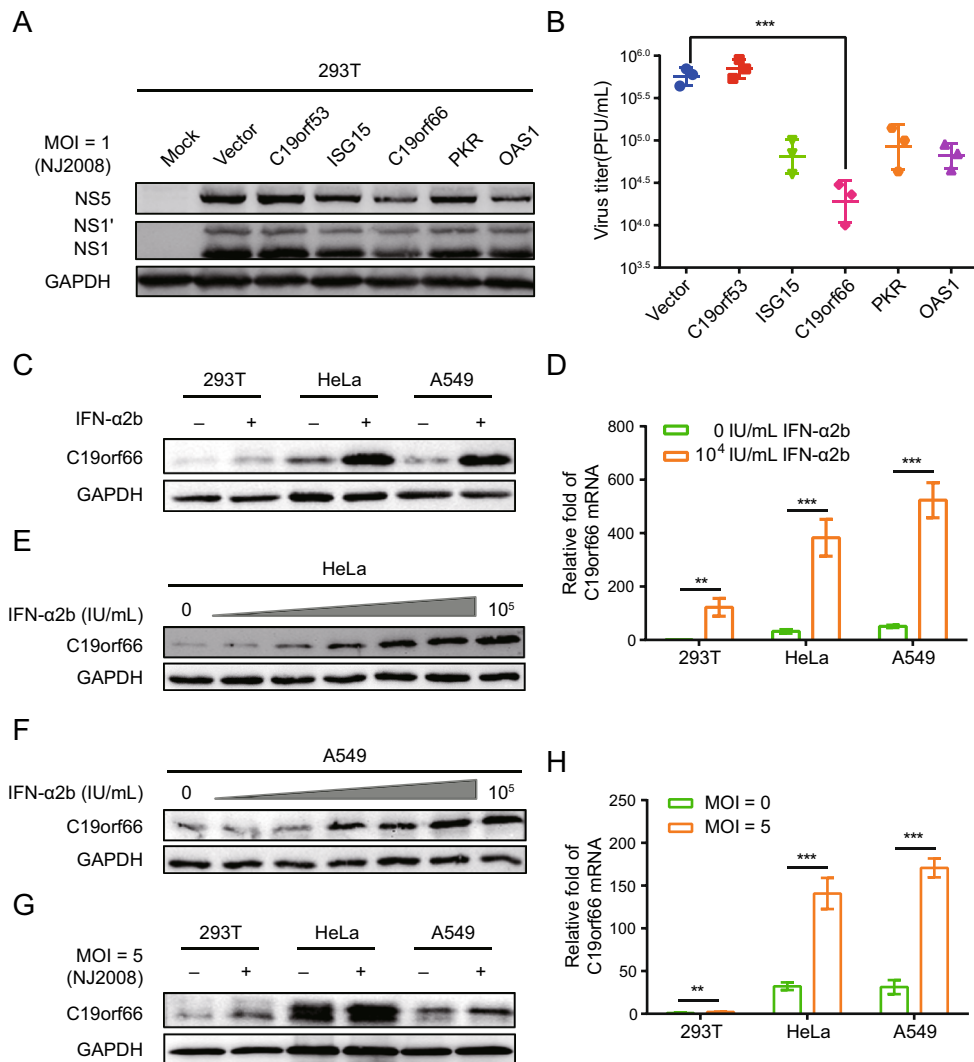 A
293T
MOI = 1
(NJ2008)
Mock
Vector
C19orf53
ISG15
C19orf66
PKR
OAS1
NS5
NS1'
NS1
GAPDH
B
***
Virus titer(PFU/mL)
10^6.0
10^5.5
10^5.0
10^4.5
10^4.0
10^3.5
Vector
C19orf53
ISG15
C19orf66
PKR
OAS1
C
293T HeLa A549
IFN-α2b – + – + – +
C19orf66
GAPDH
D
0 IU/mL IFN-α2b
10^4 IU/mL IFN-α2b
Relative fold of
C19orf66 mRNA
800
600
400
200
0
** *** ***
293T HeLa A549
E
HeLa
IFN-α2b (IU/mL) 0 10^5
C19orf66
GAPDH
F
A549
IFN-α2b (IU/mL) 0 10^5
C19orf66
GAPDH
G
293T HeLa A549
MOI = 5
(NJ2008) – + – + – +
C19orf66
GAPDH
H
MOI = 0
MOI = 5
Relative fold of
C19orf66 mRNA
250
200
150
100
50
0
** *** ***
293T HeLa A549